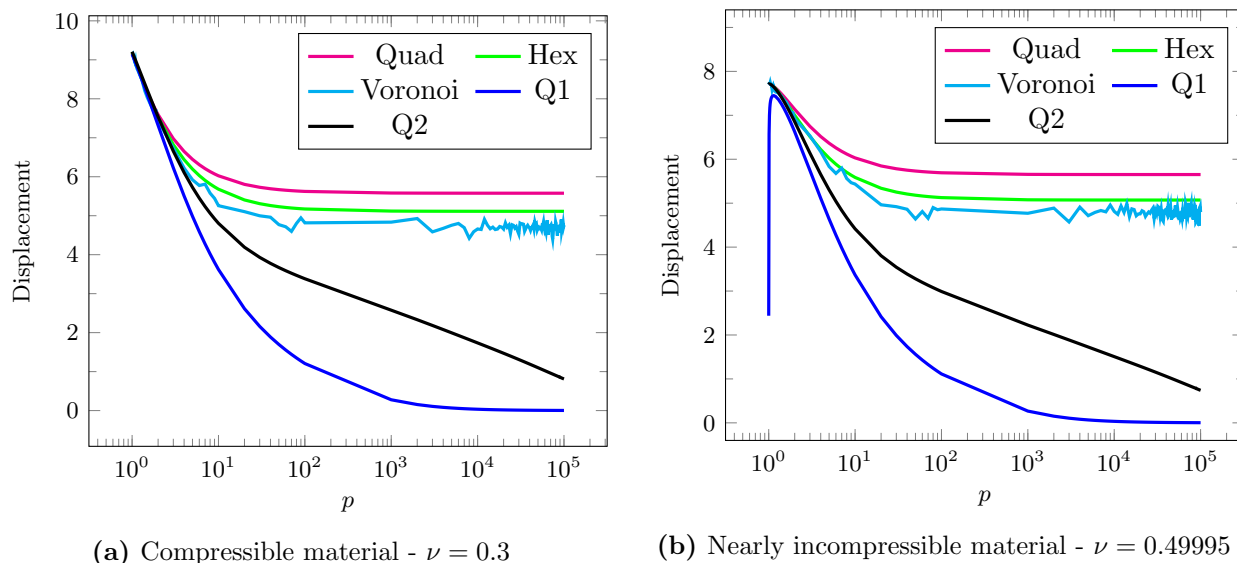 Quad Hex
Voronoi Q1
Q2
10
8
6
4
2
0
Displacement
10^0 10^1 10^2 10^3 10^4 10^5
p
(a) Compressible material - ν = 0.3
Quad Hex
Voronoi Q1
Q2
8
6
4
2
0
Displacement
10^0 10^1 10^2 10^3 10^4 10^5
p
(b) Nearly incompressible material - ν = 0.49995